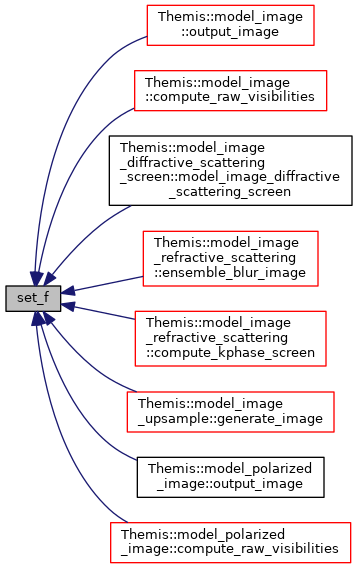 Themis::model_image
::output_image
Themis::model_image
::compute_raw_visibilities
Themis::model_image
_diffractive_scattering
_screen::model_image_diffractive
_scattering_screen
Themis::model_image
_refractive_scattering
::ensemble_blur_image
set_f
Themis::model_image
_refractive_scattering
::compute_kphase_screen
Themis::model_image
_upsample::generate_image
Themis::model_polarized
_image::output_image
Themis::model_polarized
_image::compute_raw_visibilities